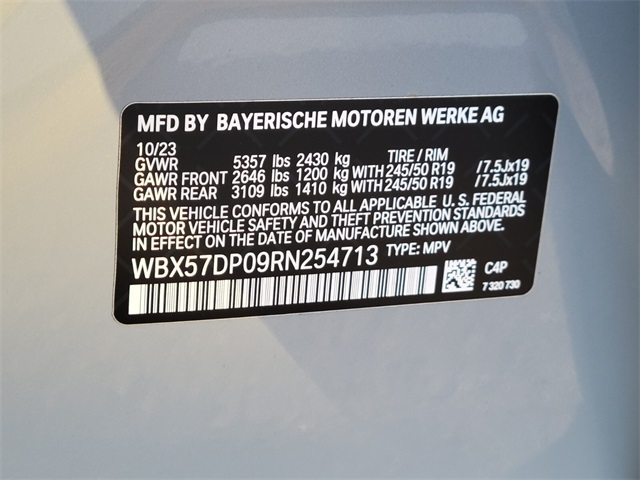 MFD BY BAYERISCHE MOTOREN WERKE AG
10/23
GVWR 5357 lbs 2430 kg TIRE / RIM
GAWR FRONT 2646 lbs 1200 kg WITH 245/50 R19 /7.5Jx19
GAWR REAR 3109 lbs 1410 kg WITH 245/50 R19 /7.5Jx19
THIS VEHICLE CONFORMS TO ALL APPLICABLE U. S. FEDERAL
MOTOR VEHICLE SAFETY AND THEFT PREVENTION STANDARDS
IN EFFECT ON THE DATE OF MANUFACTURE SHOWN ABOVE.
WBX57DP09RN254713 TYPE: MPV
C4P
7 320 730